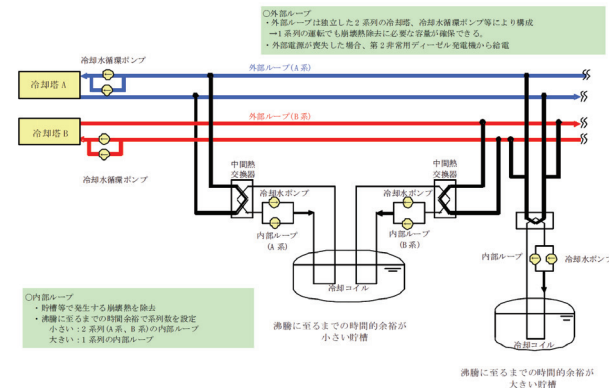 ○外部ループ
・外部ループは独立した2系列の冷却塔、冷却水循環ポンプ等により構成
→1系列の運転でも崩壊熱除去に必要な容量が確保できる。
・外部電源が喪失した場合、第2非常用ディーゼル発電機から給電
冷却水循環ポンプ
外部ループ(A系)
冷却塔A
外部ループ(B系)
冷却塔B
冷却水循環ポンプ
中間熱
交換器
冷却水ポンプ
内部ループ
(A系)
中間熱
交換器
冷却水ポンプ
内部ループ
(B系)
冷却コイル
沸騰に至るまでの時間的余裕が
小さい貯槽
内部ループ
冷却水ポンプ
冷却コイル
沸騰に至るまでの時間的余裕が
大きい貯槽
○内部ループ
・貯槽等で発生する崩壊熱を除去
・沸騰に至るまでの時間余裕で系列数を設定
小さい:2系列(A系、B系)の内部ループ
大きい:1系列の内部ループ